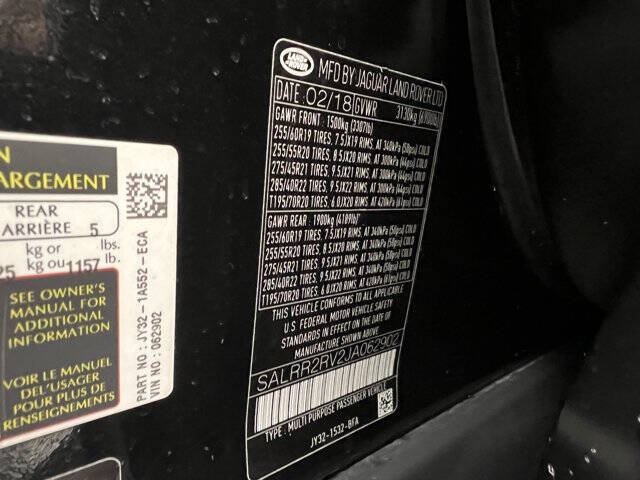 N
ARGEMENT
REAR
ARRIÈRE 5
kg or lbs.
25 kg ou 1157 lb.
SEE OWNER'S
MANUAL FOR
ADDITIONAL
INFORMATION
VOIR LE MANUEL
DEL'USAGER
POUR PLUS DE
RENSEIGNEMENTS
PART NO : JY32-1A552-ECA
VIN NO : 062902
LAND
ROVER
MFD BY JAGUAR LAND ROVER LTD
DATE 02/18 GVWR 3130kg (6900lb)
GAWR FRONT : 1500kg (3307lb)
255/60R19 TIRES, 7.5JX19 RIMS, AT 340kPa (50psi) COLD
255/55R20 TIRES, 8.5JX20 RIMS, AT 300kPa (44psi) COLD
275/45R21 TIRES, 9.5JX21 RIMS, AT 300kPa (44psi) COLD
285/40R22 TIRES, 9.5JX22 RIMS, AT 300kPa (44psi) COLD
T195/70R20 TIRES, 6.0JX20 RIMS, AT 420kPa (61psi) COLD
GAWR REAR : 1900kg (4189lb)
255/60R19 TIRES, 7.5JX19 RIMS, AT 340kPa (50psi) COLD
255/55R20 TIRES, 8.5JX20 RIMS, AT 340kPa (50psi) COLD
275/45R21 TIRES, 9.5JX21 RIMS, AT 340kPa (50psi) COLD
285/40R22 TIRES, 9.5JX22 RIMS, AT 340kPa (50psi) COLD
T195/70R20 TIRES, 6.0JX20 RIMS, AT 420kPa (61psi) COLD
THIS VEHICLE CONFORMS TO ALL APPLICABLE
U.S. FEDERAL MOTOR VEHICLE SAFETY
STANDARDS IN EFFECT ON THE DATE OF
MANUFACTURE SHOWN ABOVE.
SALRR2RV2JA062902
TYPE : MULTI PURPOSE PASSENGER VEHICLE
JY32-1532-BFA